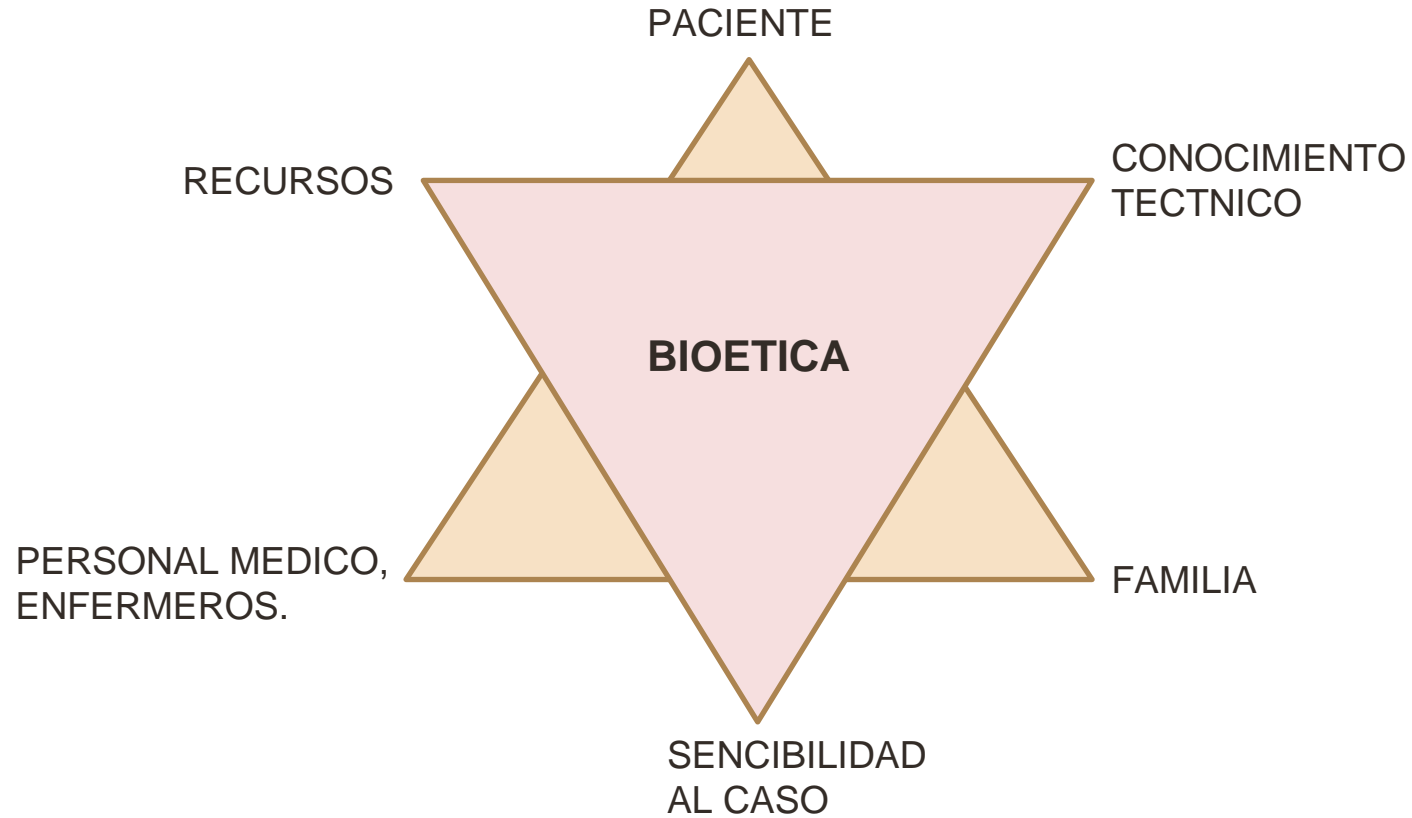 PACIENTE
RECURSOS
CONOCIMIENTO
TECTNICO
BIOETICA
PERSONAL MEDICO,
ENFERMEROS.
FAMILIA
SENCIBILIDAD
AL CASO